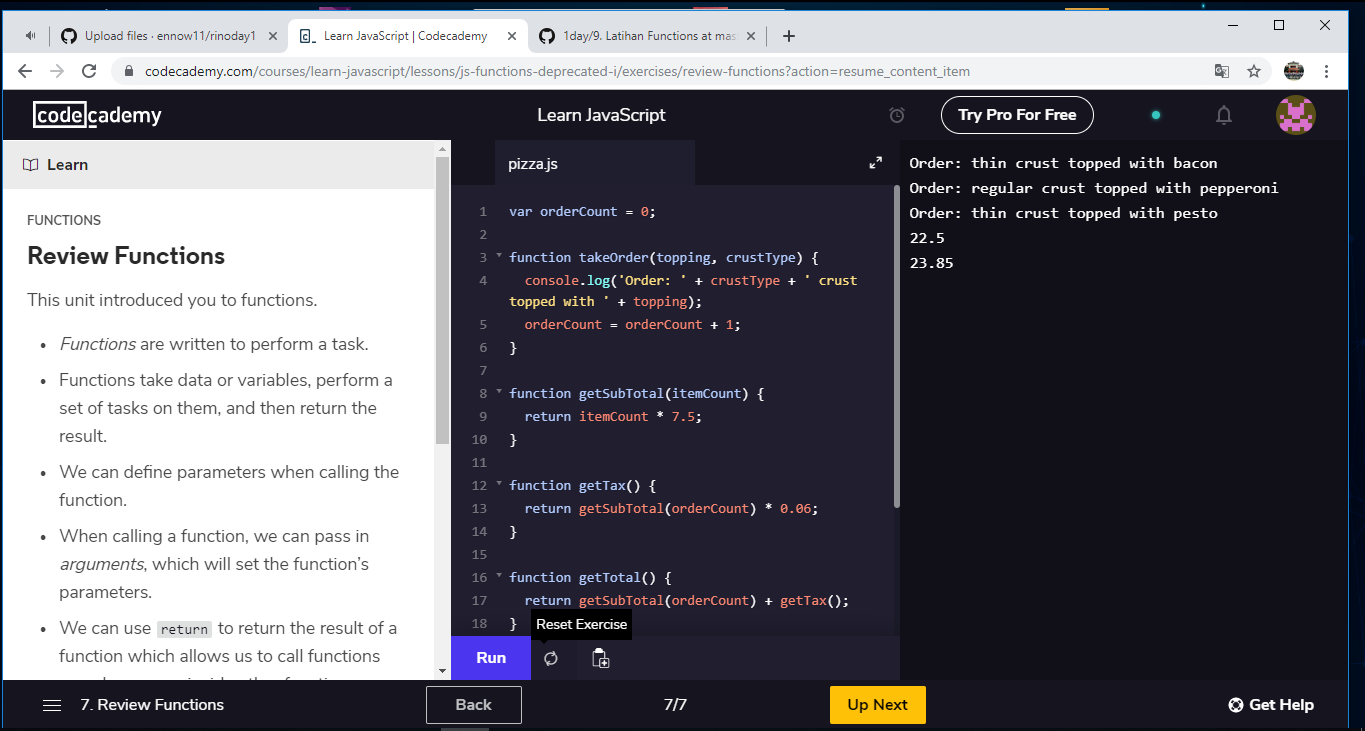 Upload files · ennow11/rinoday1
Learn JavaScript | Codecademy
1day/9. Latihan Functions at mas
codecademy.com/courses/learn-javascript/lessons/js-functions-deprecated-i/exercises/review-functions?action=resume_content_item
codecademy
Learn JavaScript
Try Pro For Free
Learn
FUNCTIONS
Review Functions
This unit introduced you to functions.
• Functions are written to perform a task.
• Functions take data or variables, perform a
set of tasks on them, and then return the
result.
• We can define parameters when calling the
function.
• When calling a function, we can pass in
arguments, which will set the function's
parameters.
• We can use return to return the result of a
function which allows us to call functions
pizza.js
1 var orderCount = 0;
2
3 function takeOrder(topping, crustType) {
4 console.log('Order: ' + crustType + ' crust
topped with ' + topping);
5 orderCount = orderCount + 1;
6 }
7
8 function getSubTotal(itemCount) {
9 return itemCount * 7.5;
10 }
11
12 function getTax() {
13 return getSubTotal(orderCount) * 0.06;
14 }
15
16 function getTotal() {
17 return getSubTotal(orderCount) + getTax();
18 }
Reset Exercise
Run
Order: thin crust topped with bacon
Order: regular crust topped with pepperoni
Order: thin crust topped with pesto
22.5
23.85
7. Review Functions
Back
7/7
Up Next
Get Help